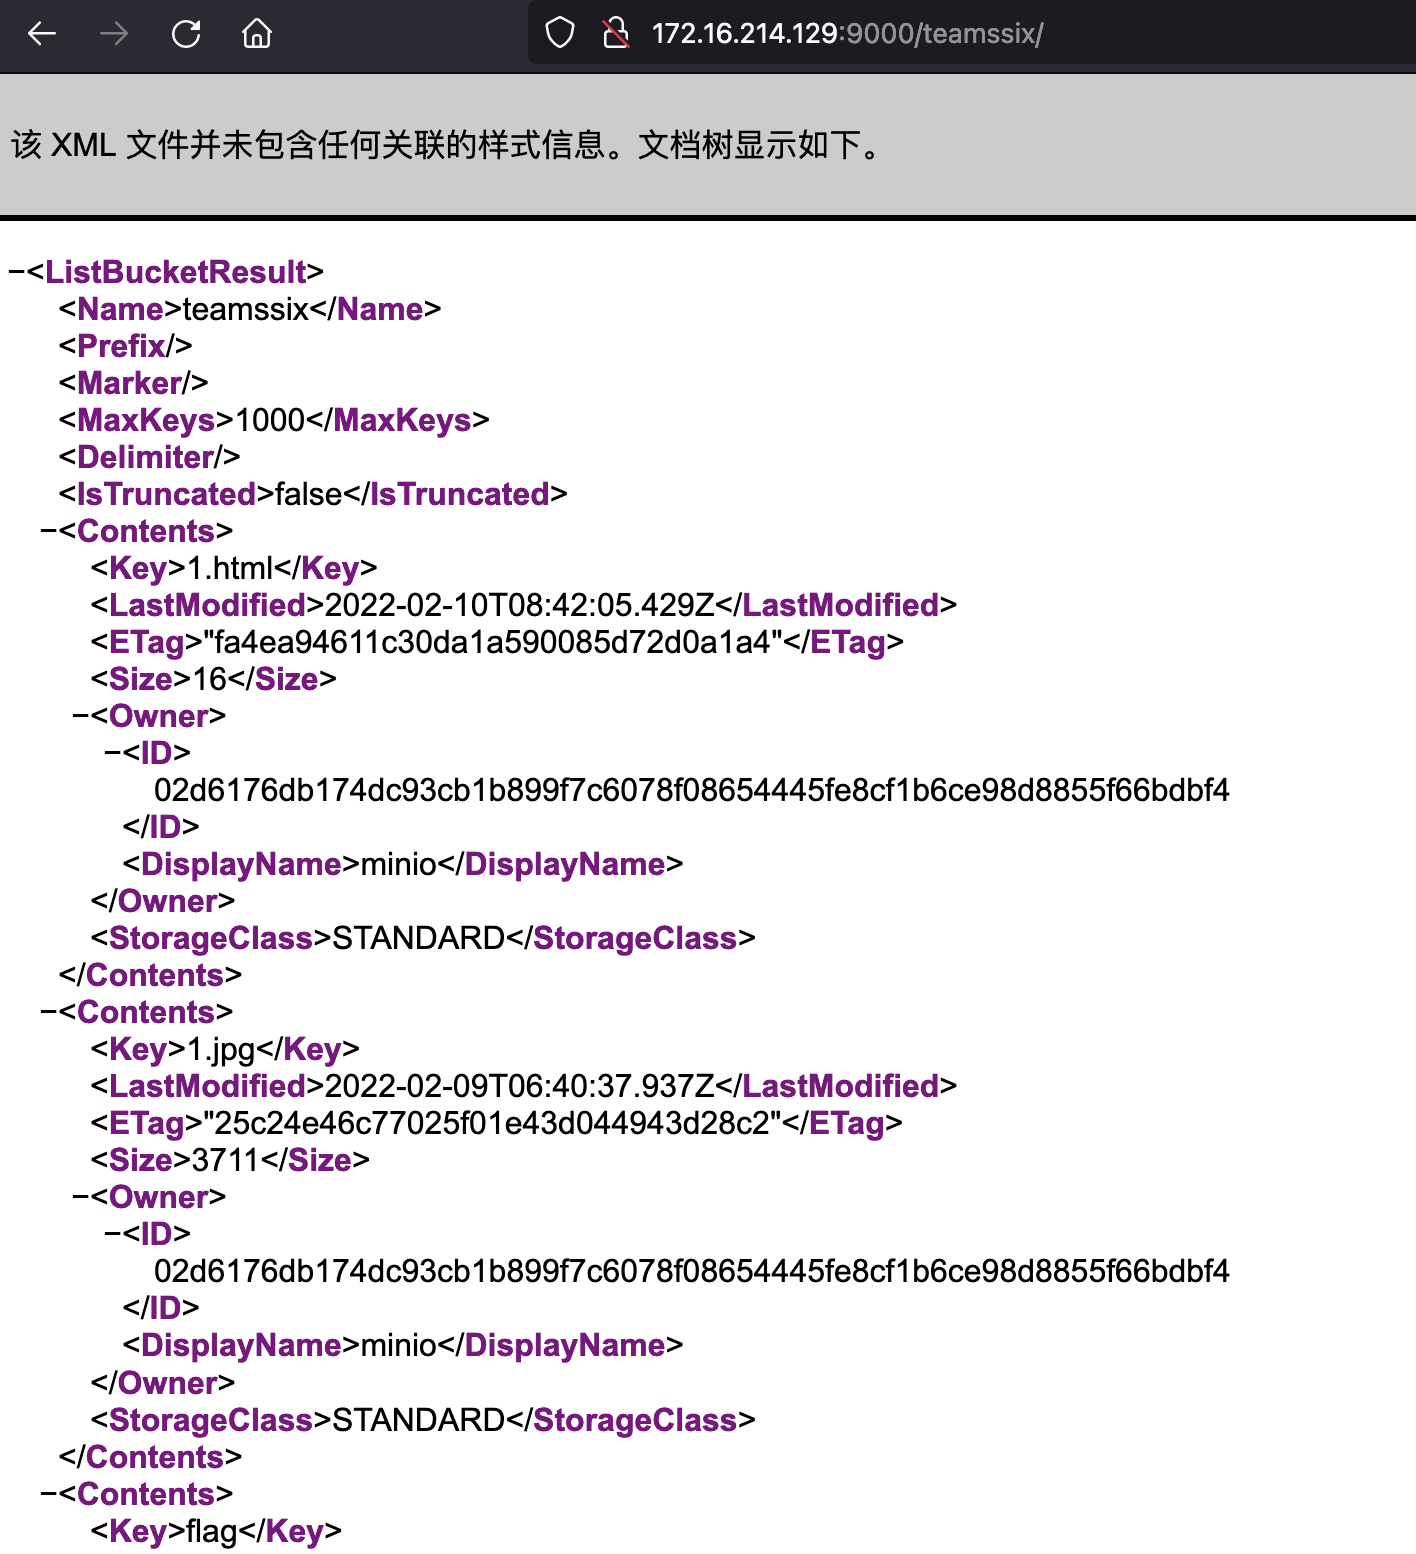 172.16.214.129:9000/teamssix/
该 XML 文件并未包含任何关联的样式信息。文档树显示如下。
−<ListBucketResult>
<Name>teamssix</Name>
<Prefix/>
<Marker/>
<MaxKeys>1000</MaxKeys>
<Delimiter/>
<IsTruncated>false</IsTruncated>
−<Contents>
<Key>1.html</Key>
<LastModified>2022-02-10T08:42:05.429Z</LastModified>
<ETag>"fa4ea94611c30da1a590085d72d0a1a4"</ETag>
<Size>16</Size>
−<Owner>
−<ID>
02d6176db174dc93cb1b899f7c6078f08654445fe8cf1b6ce98d8855f66bdbf4
</ID>
<DisplayName>minio</DisplayName>
</Owner>
<StorageClass>STANDARD</StorageClass>
</Contents>
−<Contents>
<Key>1.jpg</Key>
<LastModified>2022-02-09T06:40:37.937Z</LastModified>
<ETag>"25c24e46c77025f01e43d044943d28c2"</ETag>
<Size>3711</Size>
−<Owner>
−<ID>
02d6176db174dc93cb1b899f7c6078f08654445fe8cf1b6ce98d8855f66bdbf4
</ID>
<DisplayName>minio</DisplayName>
</Owner>
<StorageClass>STANDARD</StorageClass>
</Contents>
−<Contents>
<Key>flag</Key>